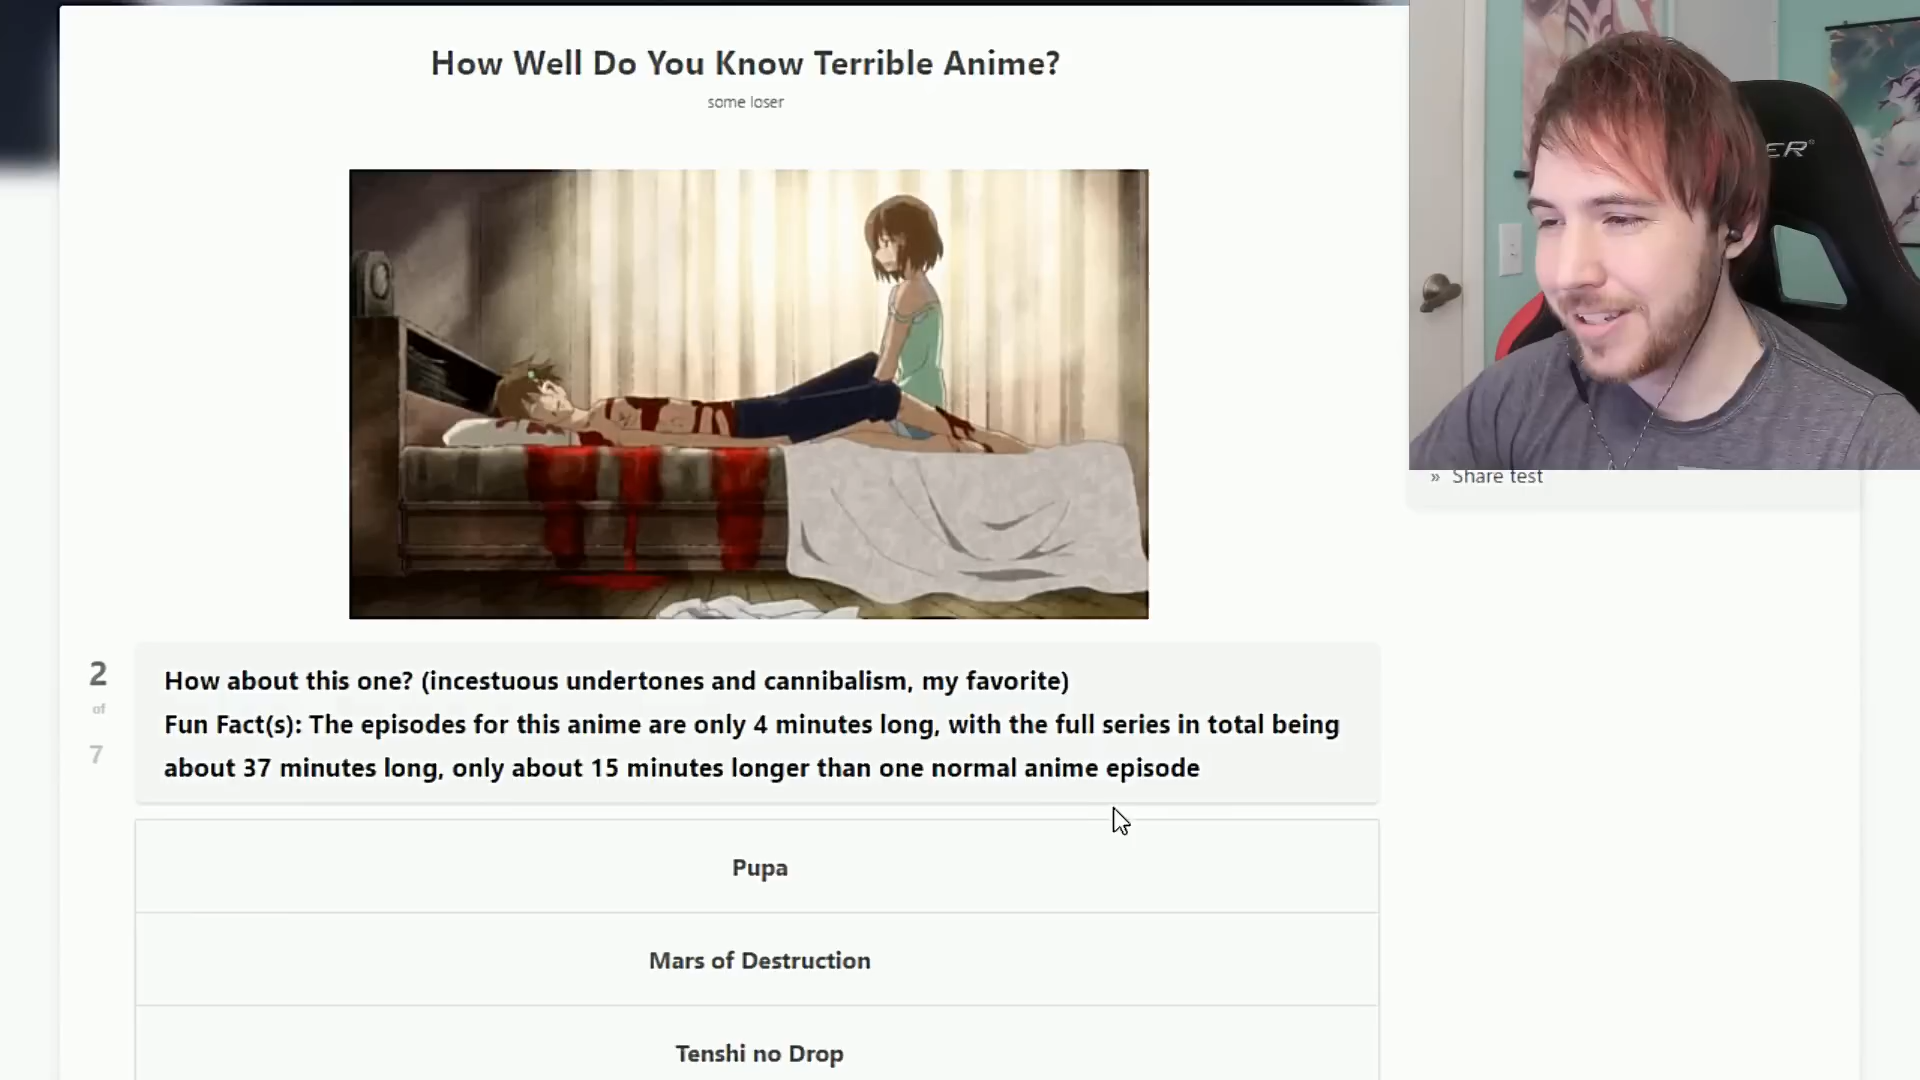 How Well Do You Know Terrible Anime?
some loser
ER
» Share test
2
of
7
How about this one? (incestuous undertones and cannibalism, my favorite)
Fun Fact(s): The episodes for this anime are only 4 minutes long, with the full series in total being
about 37 minutes long, only about 15 minutes longer than one normal anime episode
Pupa
Mars of Destruction
Tenshi no Drop